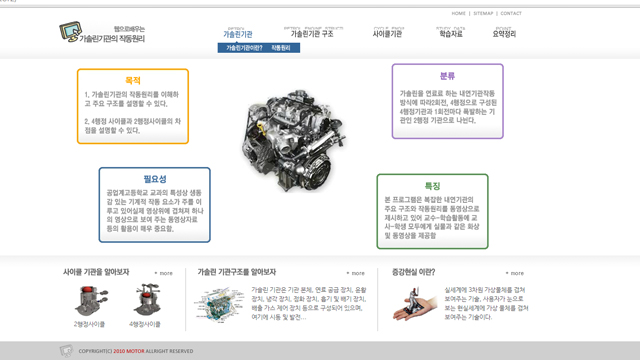 HOME | SITEMAP | CONTACT
웹으로배우는
가솔린기관의 작동원리
가솔린기관
가솔린기관 구조
사이클기관
학습자료
요약정리
가솔린기관이란?
작동원리
목적
1. 가솔린기관의 작동원리를 이해하
고 주요 구조를 설명할 수 있다.
2. 4행정 사이클과 2행정사이클의 차
점을 설명할 수 있다.
분류
가솔린을 연료로 하는 내연기관작동
방식에 따라2회전, 4행정으로 구성된
4행정기관과 1회전마다 폭발하는 기
관인 2행정 기관으로 나뉜다.
필요성
공업계고등학교 교과의 특성상 생동
감 있는 기계적 작동 요소가 주를 이
루고 있어실제 영상위에 겹쳐져 하나
의 영상으로 보여 주는 동영상자료
등의 활용이 매우 중요함.
특징
본 프로그램은 복잡한 내연기관의
주요 구조와 작동원리를 동영상으로
제시하고 있어 교수-학습활동에 교
사-학생 모두에게 실물과 같은 화상
및 동영상을 제공함
사이클 기관을 알아보자
more
2행정사이클
4행정사이클
가솔린 기관구조를 알아보자
more
가솔린 기관은 기관 본체, 연료 공급 장치, 윤활
장치, 냉각 장치, 점화 장치, 흡기 및 배기 장치,
배출 가스 제어 장치 등으로 구성되어 있으며,
여기에 시동 및 발전...
증강현실 이란?
more
실세계에 3차원 가상물체를 겹쳐
보여주는 기술. 사용자가 눈으로
보는 현실세계에 가상 물체를 겹쳐
보여주는 기술이다.
COPYRIGHT(C) 2010 MOTOR ALLRIGHT RESERVED